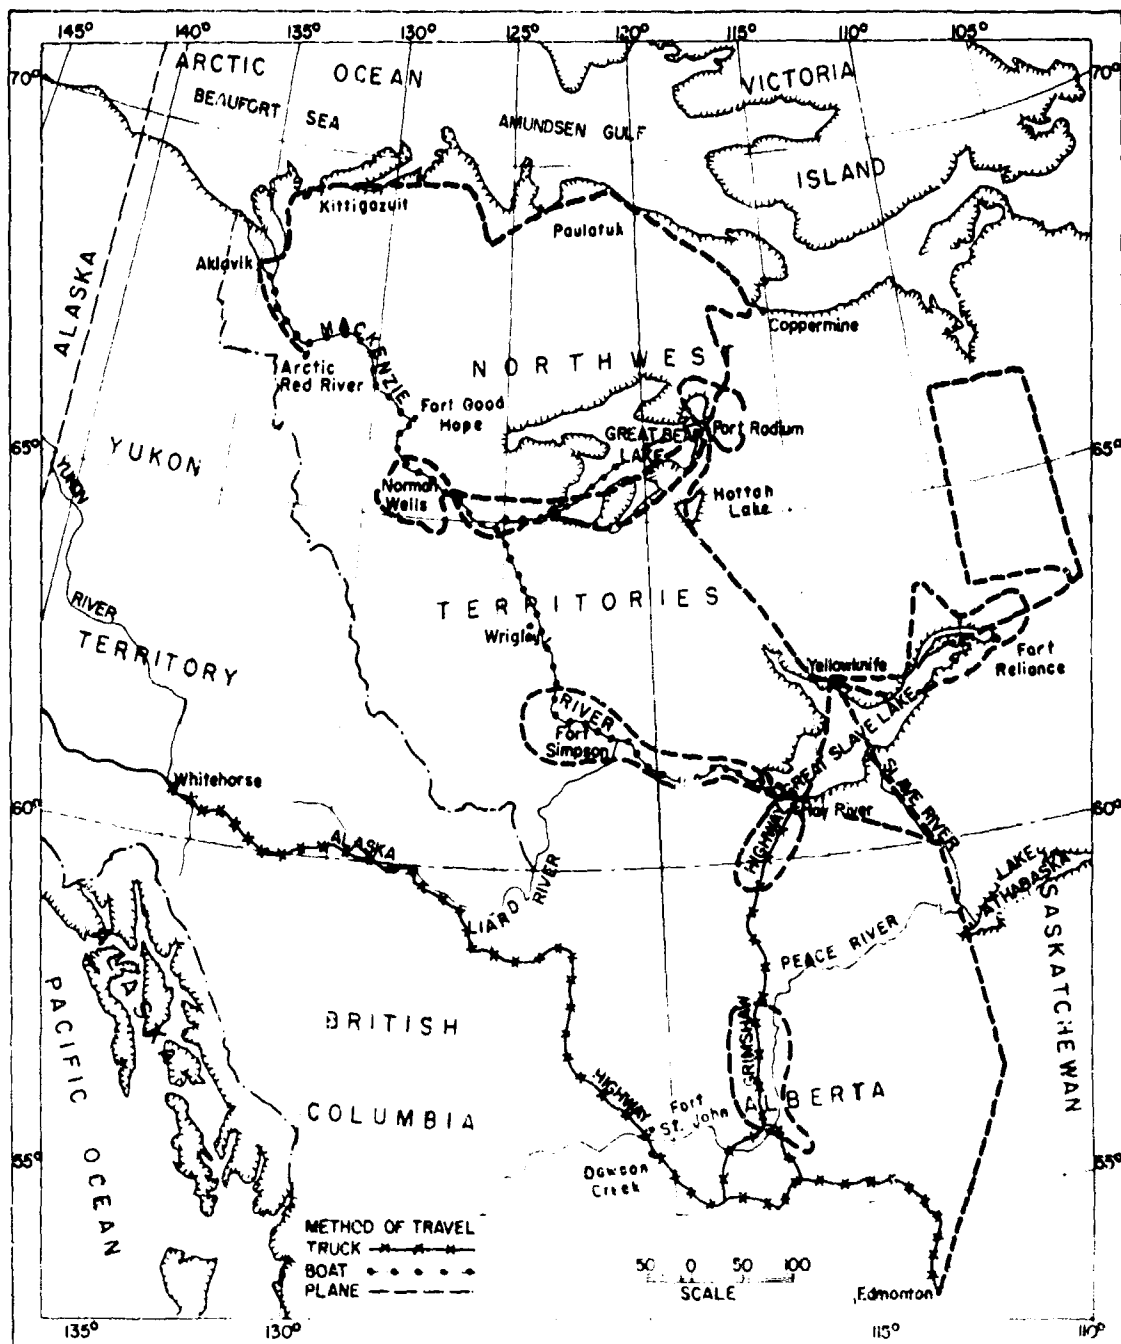 145° 140° 135° 130° 125° 120° 115° 110° 105°
70° 70°
ARCTIC OCEAN
BEAUFORT SEA
AMUNDSEN GULF
VICTORIA
ISLAND
Kittigazuit
Paulatuk
Aklavik
ALASKA
Coppermine
MACKENZIE
Arctic
Red River
NORTHWES
Fort Good
Hope
GREAT BEAR
LAKE
Port Radium
65° 65°
YUKON
YUKON
Norman
Wells
Hottah
Lake
RIVER
TERRITORIES
Wrigley
TERRITORY
Yellowknife
Fort
Reliance
RIVER
Fort
Simpson
GREAT SLAVE LAKE
SLAVE RIVER
Whitehorse
60° 60°
Hay River
HIGHWAY
ALASKA
LIARD
RIVER
LAKE
ATHABASKA
SASKATCHEWAN
PEACE RIVER
PACIFIC
OCEAN
BRITISH
COLUMBIA
GRIMSHAW
ALBERTA
HIGHWAY
Fort
St. John
Dawson
Creek
55° 55°
METHOD OF TRAVEL
TRUCK
BOAT
PLANE
50 0 50 100
SCALE
Edmonton
135° 130° 115° 110°